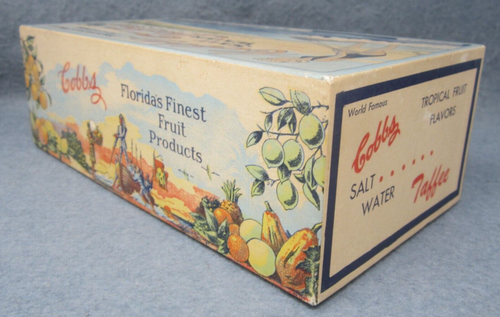 Cobbs
Florida's Finest
Fruit
Products
World Famous
TROPICAL FRUIT
FLAVORS
Cobbs
SALT......
WATER
Taffee